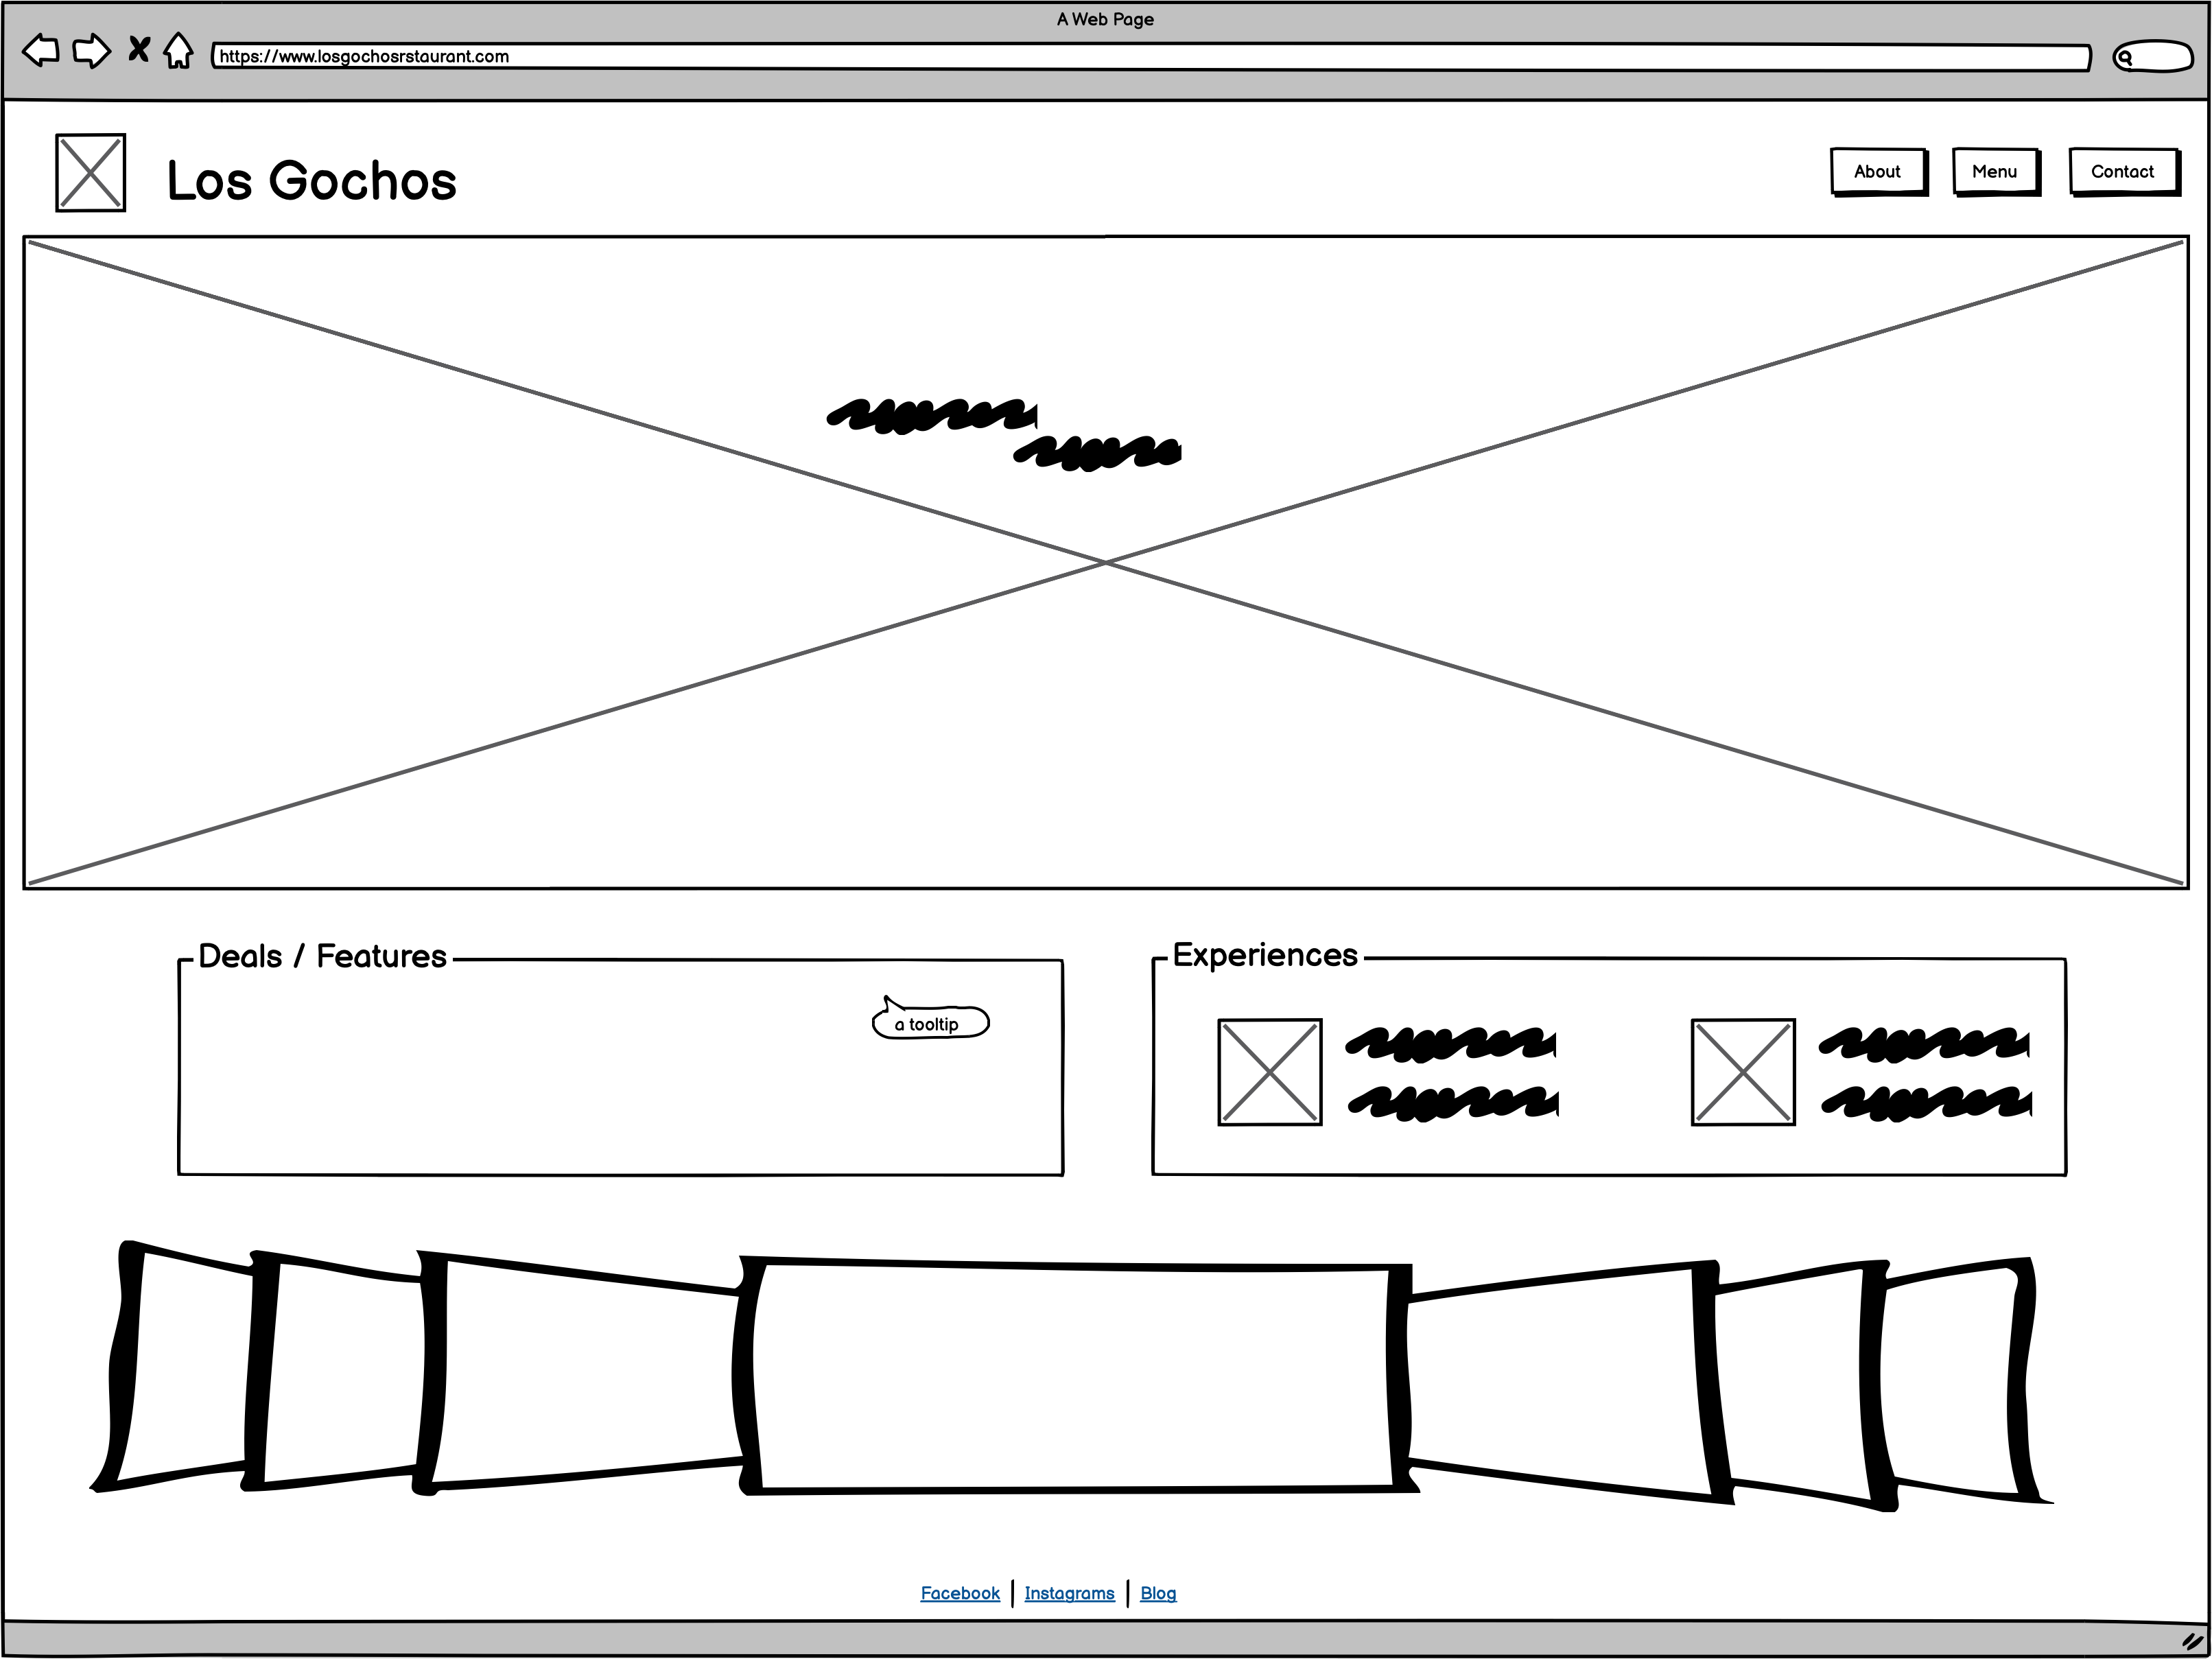 A Web Page
https://www.losgochosrstaurant.com
Los Gochos
About
Menu
Contact
Deals / Features
Experiences
a tooltip
Facebook | Instagrams | Blog